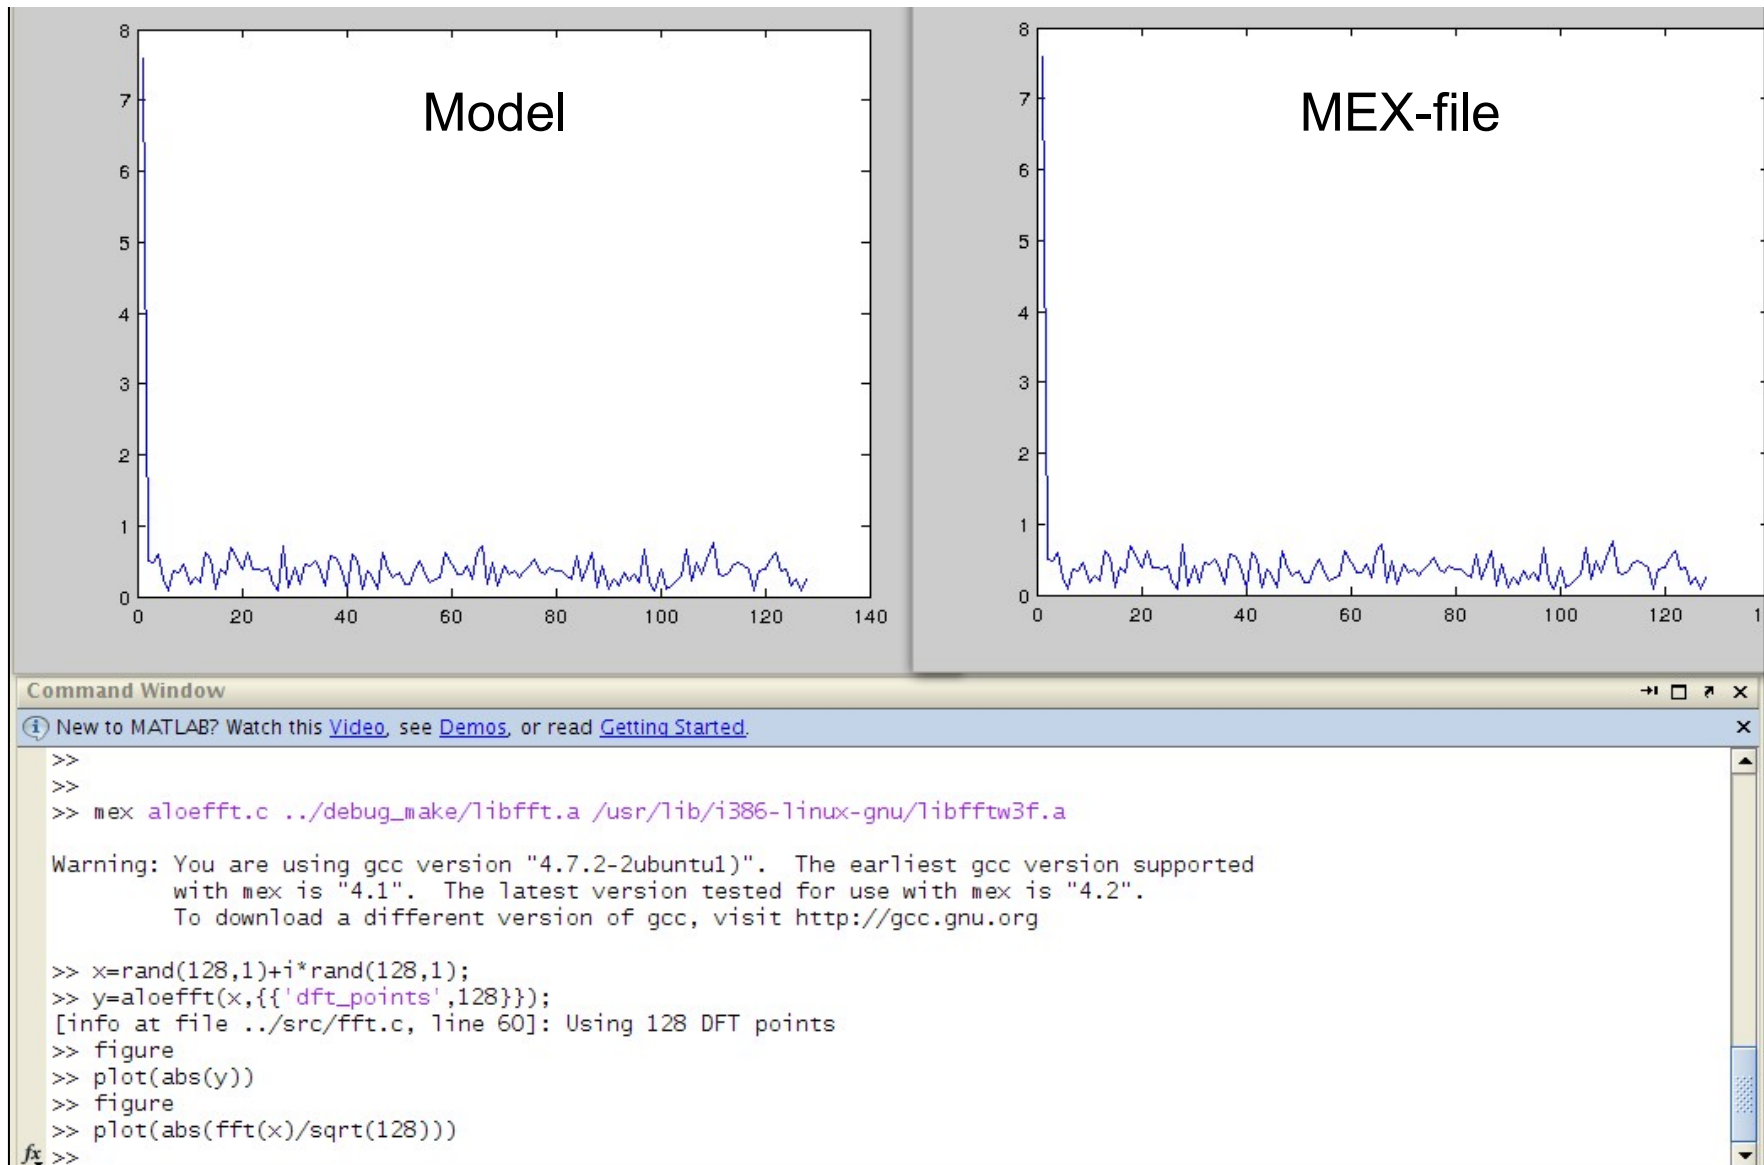 Model
8
7
6
5
4
3
2
1
0
0 20 40 60 80 100 120 140
MEX-file
8
7
6
5
4
3
2
1
0
0 20 40 60 80 100 120 1
Command Window
New to MATLAB? Watch this Video, see Demos, or read Getting Started.
>>
>>
>> mex aloefft.c ../debug_make/libfft.a /usr/lib/i386-linux-gnu/libfftw3f.a
Warning: You are using gcc version "4.7.2-2ubuntu1)".  The earliest gcc version supported
with mex is "4.1".  The latest version tested for use with mex is "4.2".
To download a different version of gcc, visit http://gcc.gnu.org
>> x=rand(128,1)+i*rand(128,1);
>> y=aloefft(x,{{'dft_points',128}});
[info at file ../src/fft.c, line 60]: Using 128 DFT points
>> figure
>> plot(abs(y))
>> figure
>> plot(abs(fft(x)/sqrt(128)))
fx >>